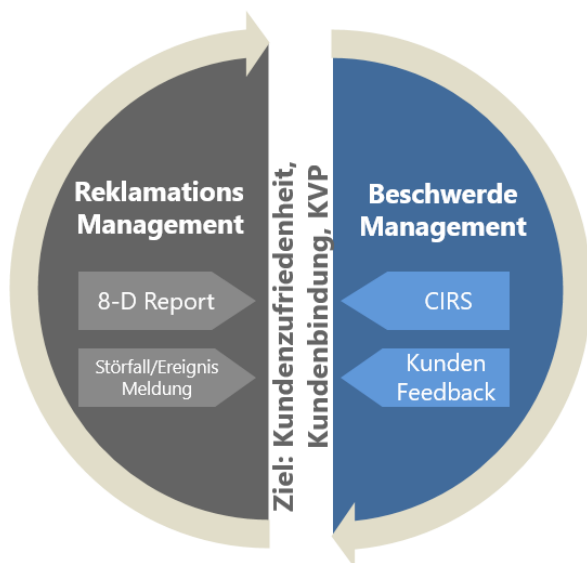 Reklamations
Management
8-D Report
Störfall/Ereignis
Meldung
Ziel: Kundenzufriedenheit,
Kundenbindung, KVP
Beschwerde
Management
CIRS
Kunden
Feedback